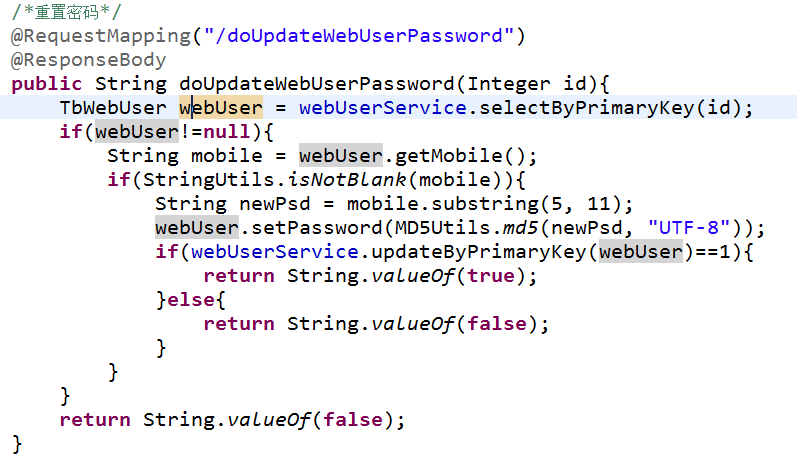 /*重置密码*/
@RequestMapping("/doUpdateWebUserPassword")
@ResponseBody
public String doUpdateWebUserPassword(Integer id){
    TbWebUser webUser = webUserService.selectByPrimaryKey(id);
    if(webUser!=null){
        String mobile = webUser.getMobile();
        if(StringUtils.isNotBlank(mobile)){
            String newPsd = mobile.substring(5, 11);
            webUser.setPassword(MD5Utils.md5(newPsd, "UTF-8"));
            if(webUserService.updateByPrimaryKey(webUser)==1){
                return String.valueOf(true);
            }else{
                return String.valueOf(false);
            }
        }
    }
    return String.valueOf(false);
}